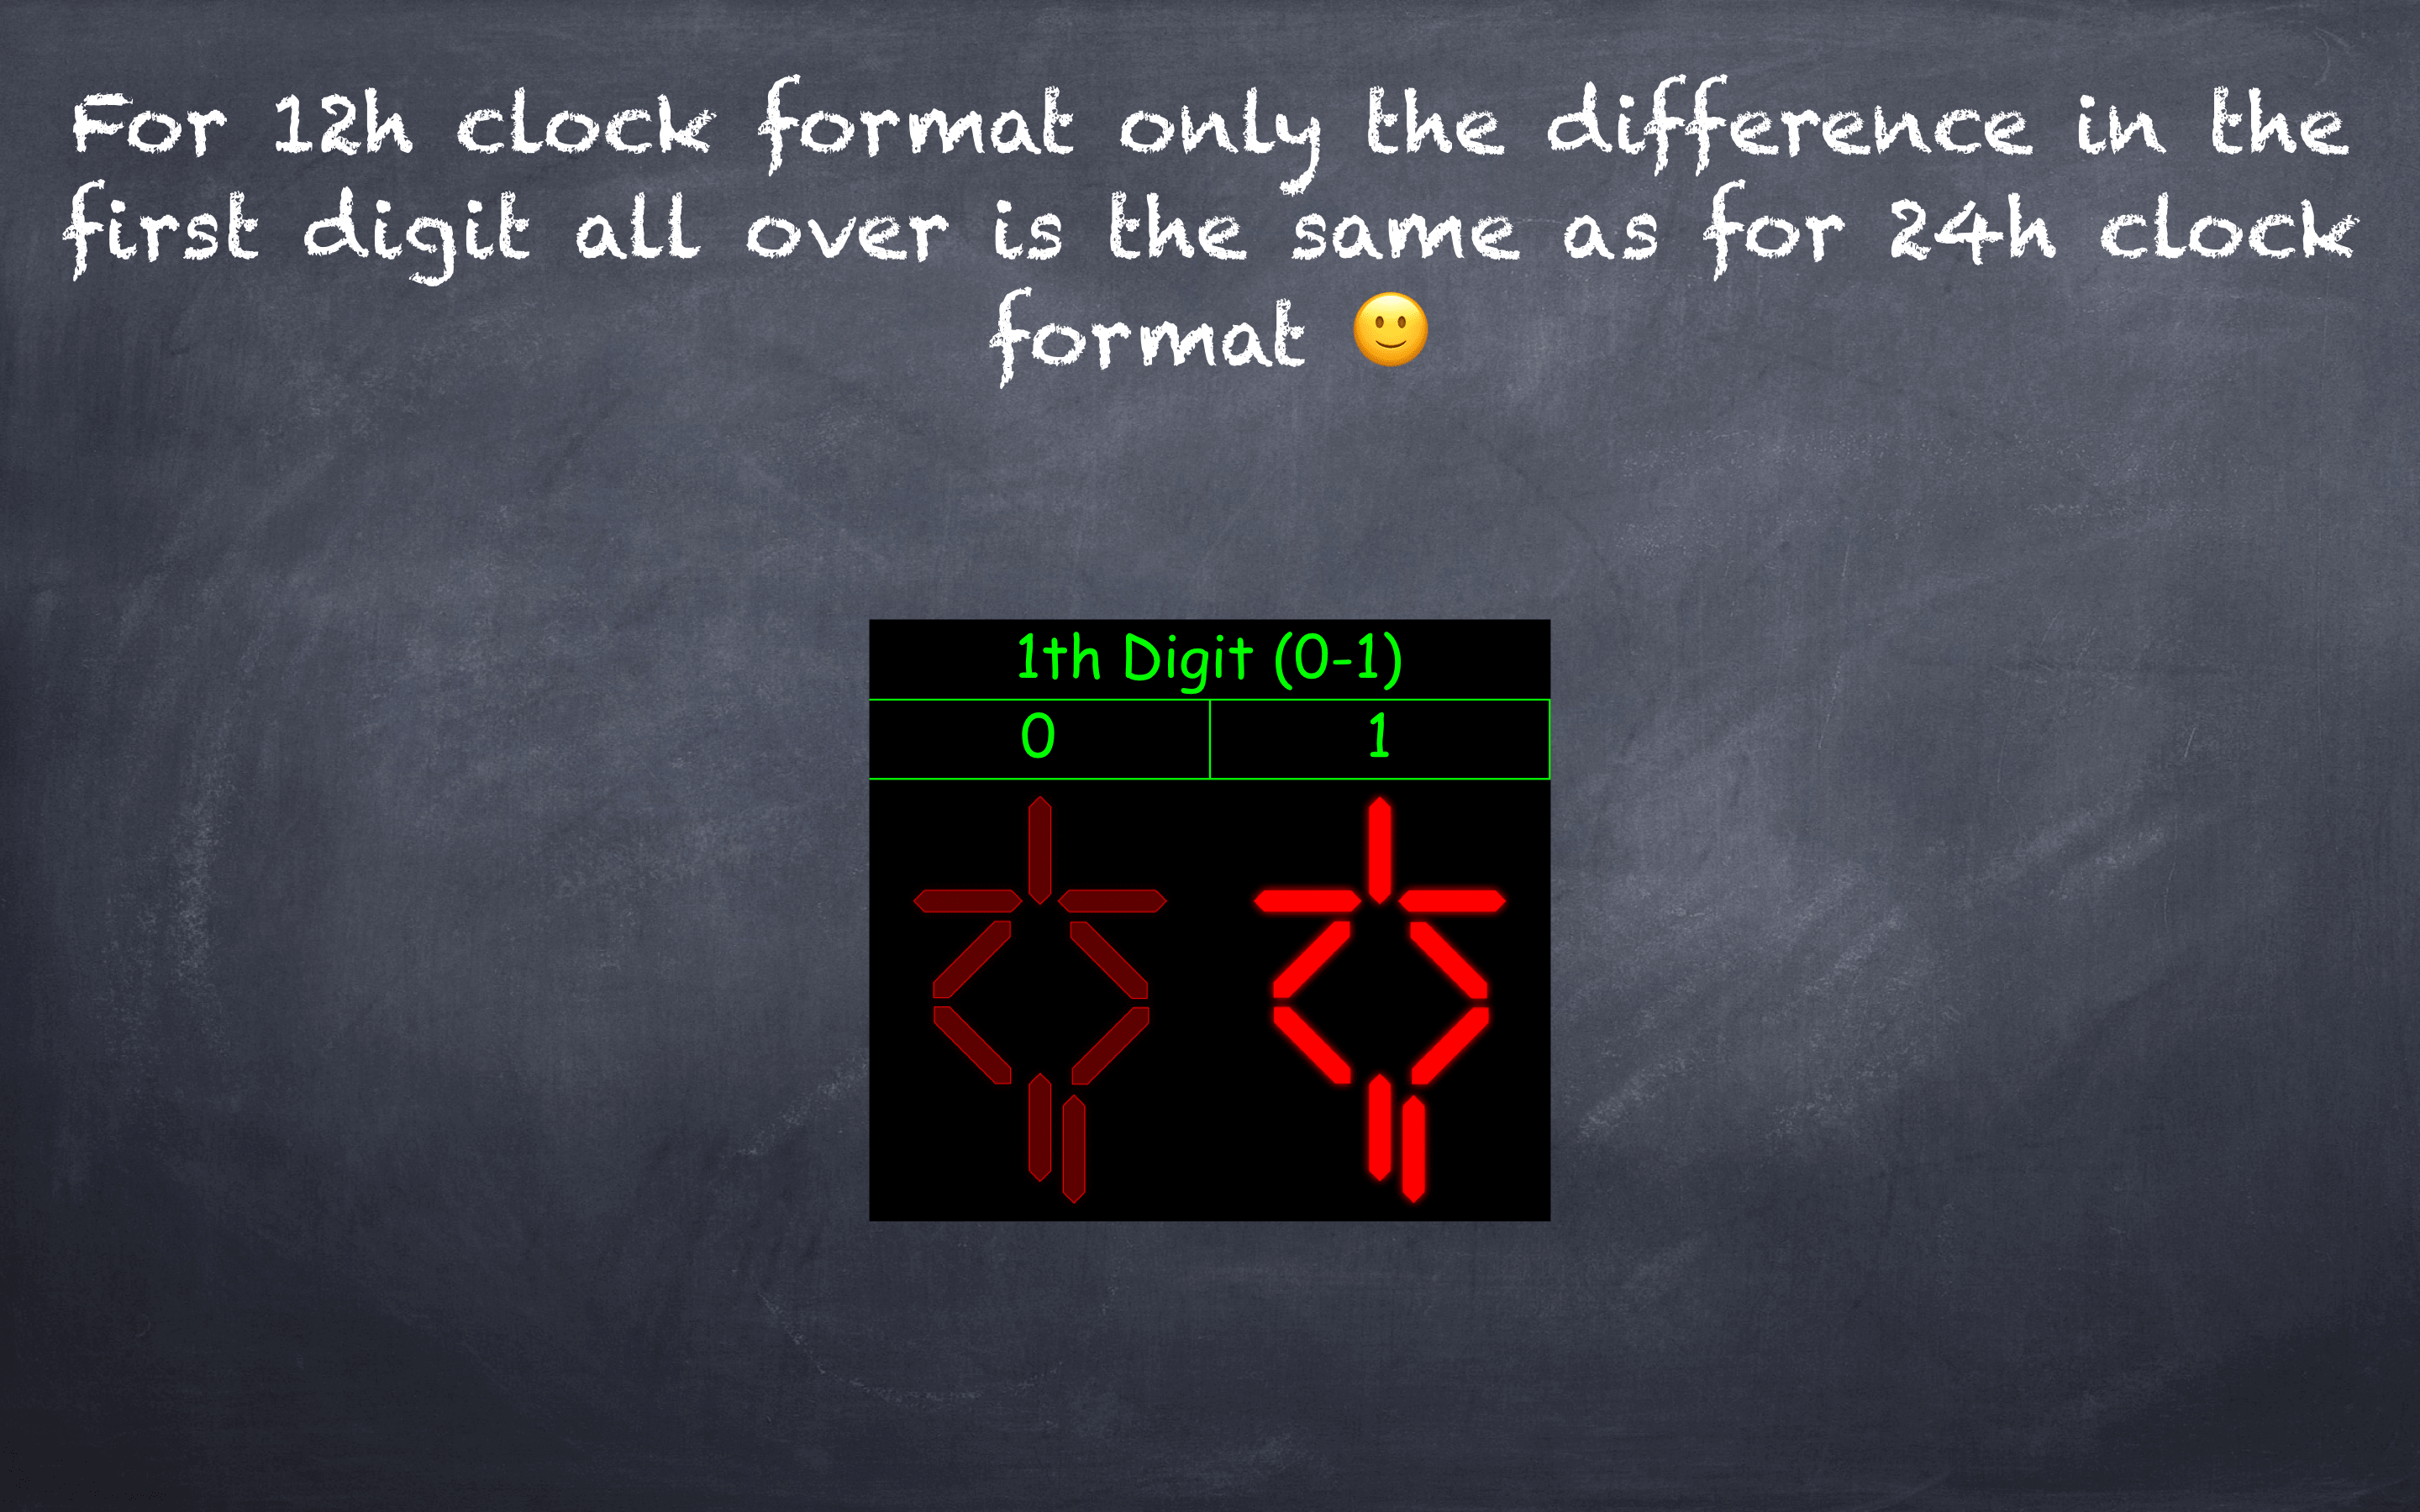 For 12h clock format only the difference in the
first digit all over is the same as for 24h clock
format 🙂
1th Digit (0-1)
0 1